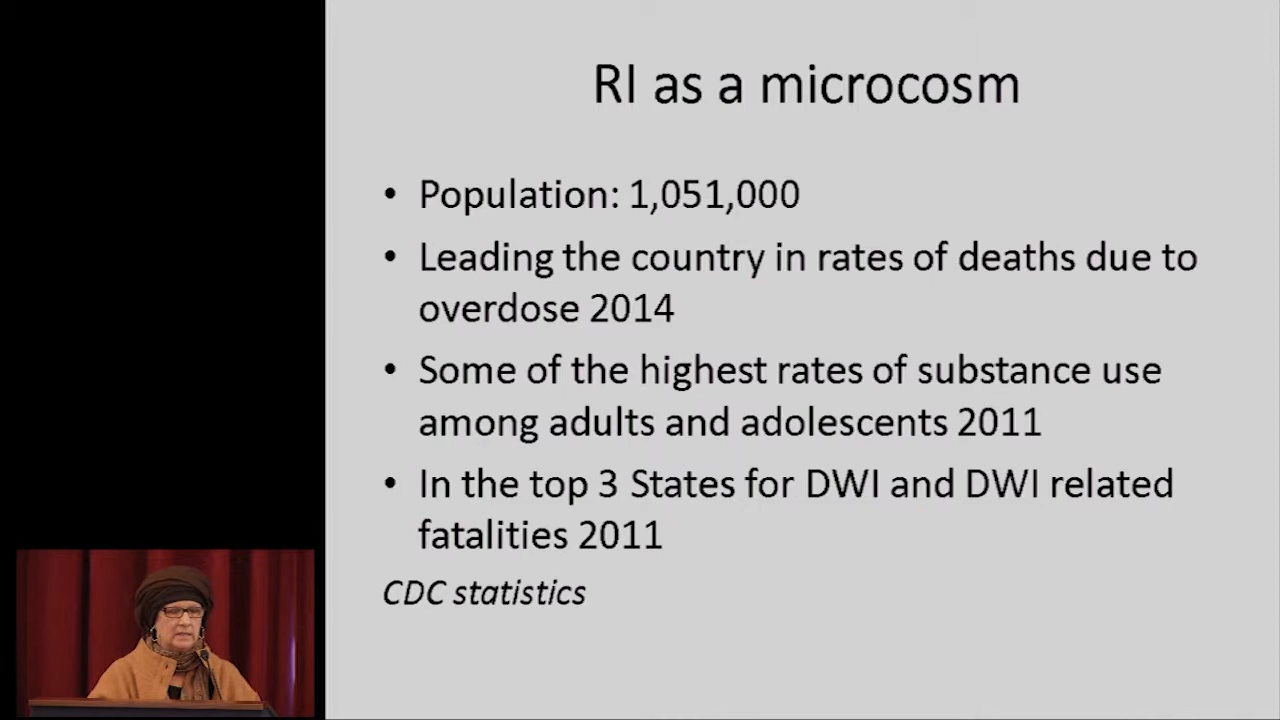 RI as a microcosm
• Population: 1,051,000
• Leading the country in rates of deaths due to
overdose 2014
• Some of the highest rates of substance use
among adults and adolescents 2011
• In the top 3 States for DWI and DWI related
fatalities 2011
CDC statistics